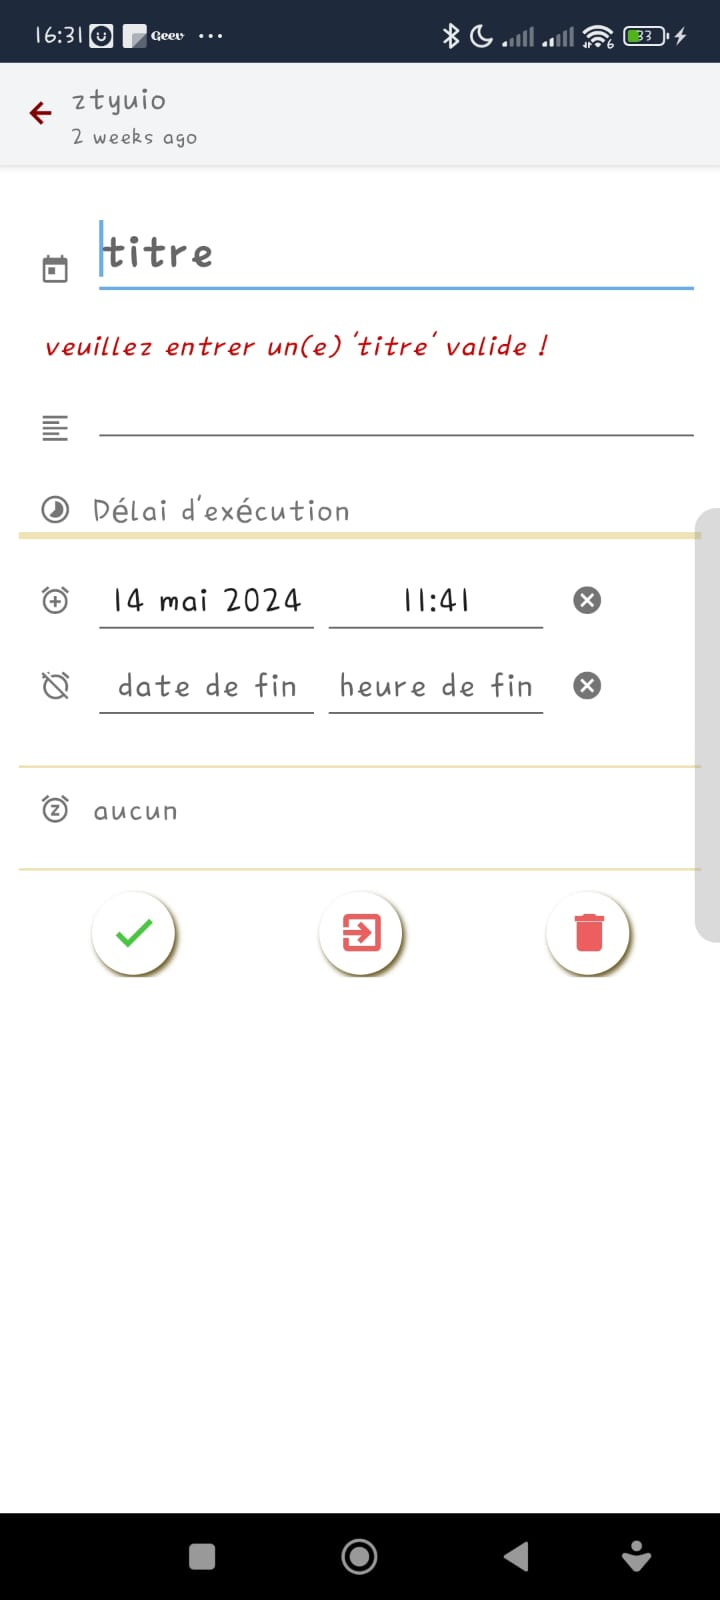 16:31 Geev ... 33
ztyuio
2 weeks ago
titre
veuillez entrer un(e) 'titre' valide !
Délai d'exécution
14 mai 2024 11:41
date de fin heure de fin
aucun